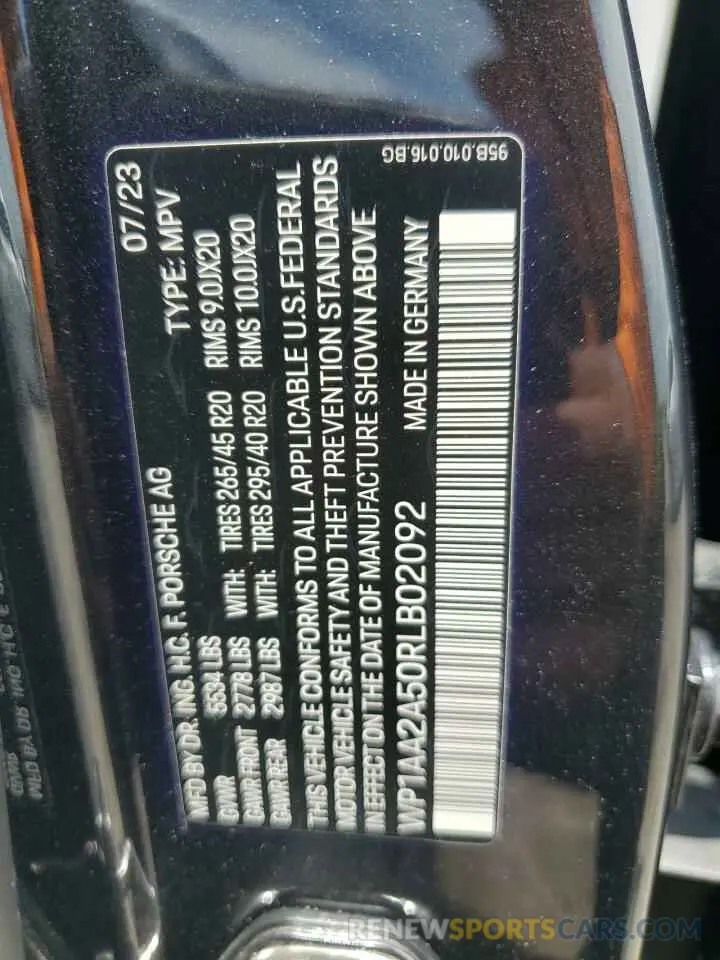 MFD BY DR. ING. H.C. F. PORSCHE AG 07/23
GVWR 5534 LBS TYPE: MPV
GAWR FRONT 2778 LBS WITH: TIRES 265/45 R20 RIMS 9.0JX20
GAWR REAR 2987 LBS WITH: TIRES 295/40 R20 RIMS 10.0JX20
THIS VEHICLE CONFORMS TO ALL APPLICABLE U.S. FEDERAL
MOTOR VEHICLE SAFETY AND THEFT PREVENTION STANDARDS
IN EFFECT ON THE DATE OF MANUFACTURE SHOWN ABOVE
WP1AA2A50RLB02092 MADE IN GERMANY
95B.010.016.BG
RENEWSPORTSCARS.COM